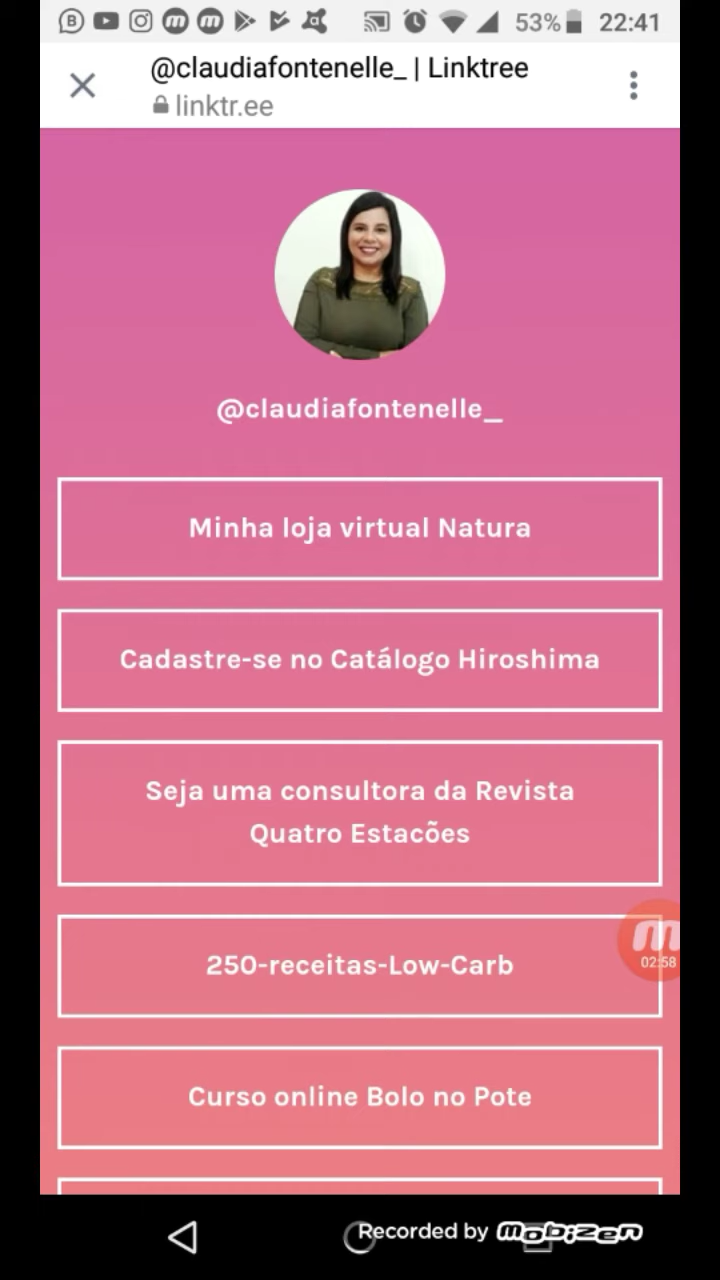 53% 22:41
@claudiafontenelle_ | Linktree
linktr.ee
@claudiafontenelle_
Minha loja virtual Natura
Cadastre-se no Catálogo Hiroshima
Seja uma consultora da Revista
Quatro Estacões
250-receitas-Low-Carb
02:58
Curso online Bolo no Pote
Recorded by mobizen